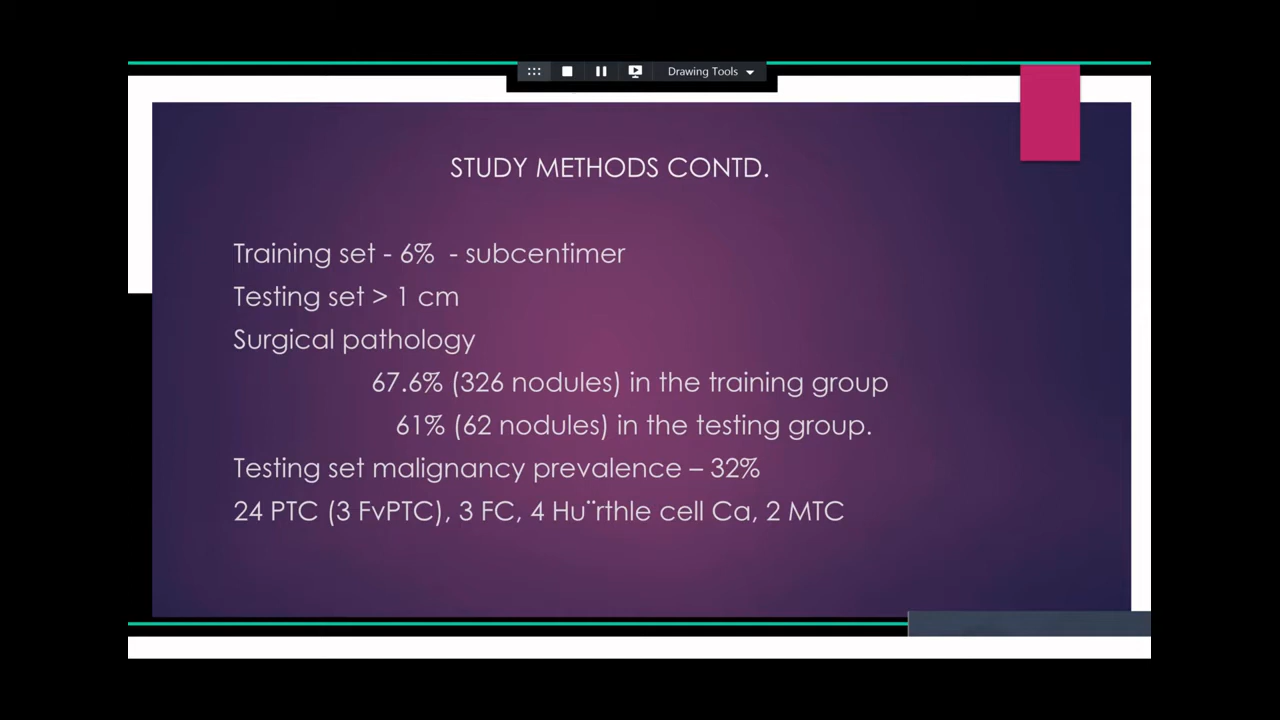 Drawing Tools
STUDY METHODS CONTD.
Training set - 6%  - subcentimer
Testing set > 1 cm
Surgical pathology
67.6% (326 nodules) in the training group
61% (62 nodules) in the testing group.
Testing set malignancy prevalence – 32%
24 PTC (3 FvPTC), 3 FC, 4 Hu¨rthle cell Ca, 2 MTC